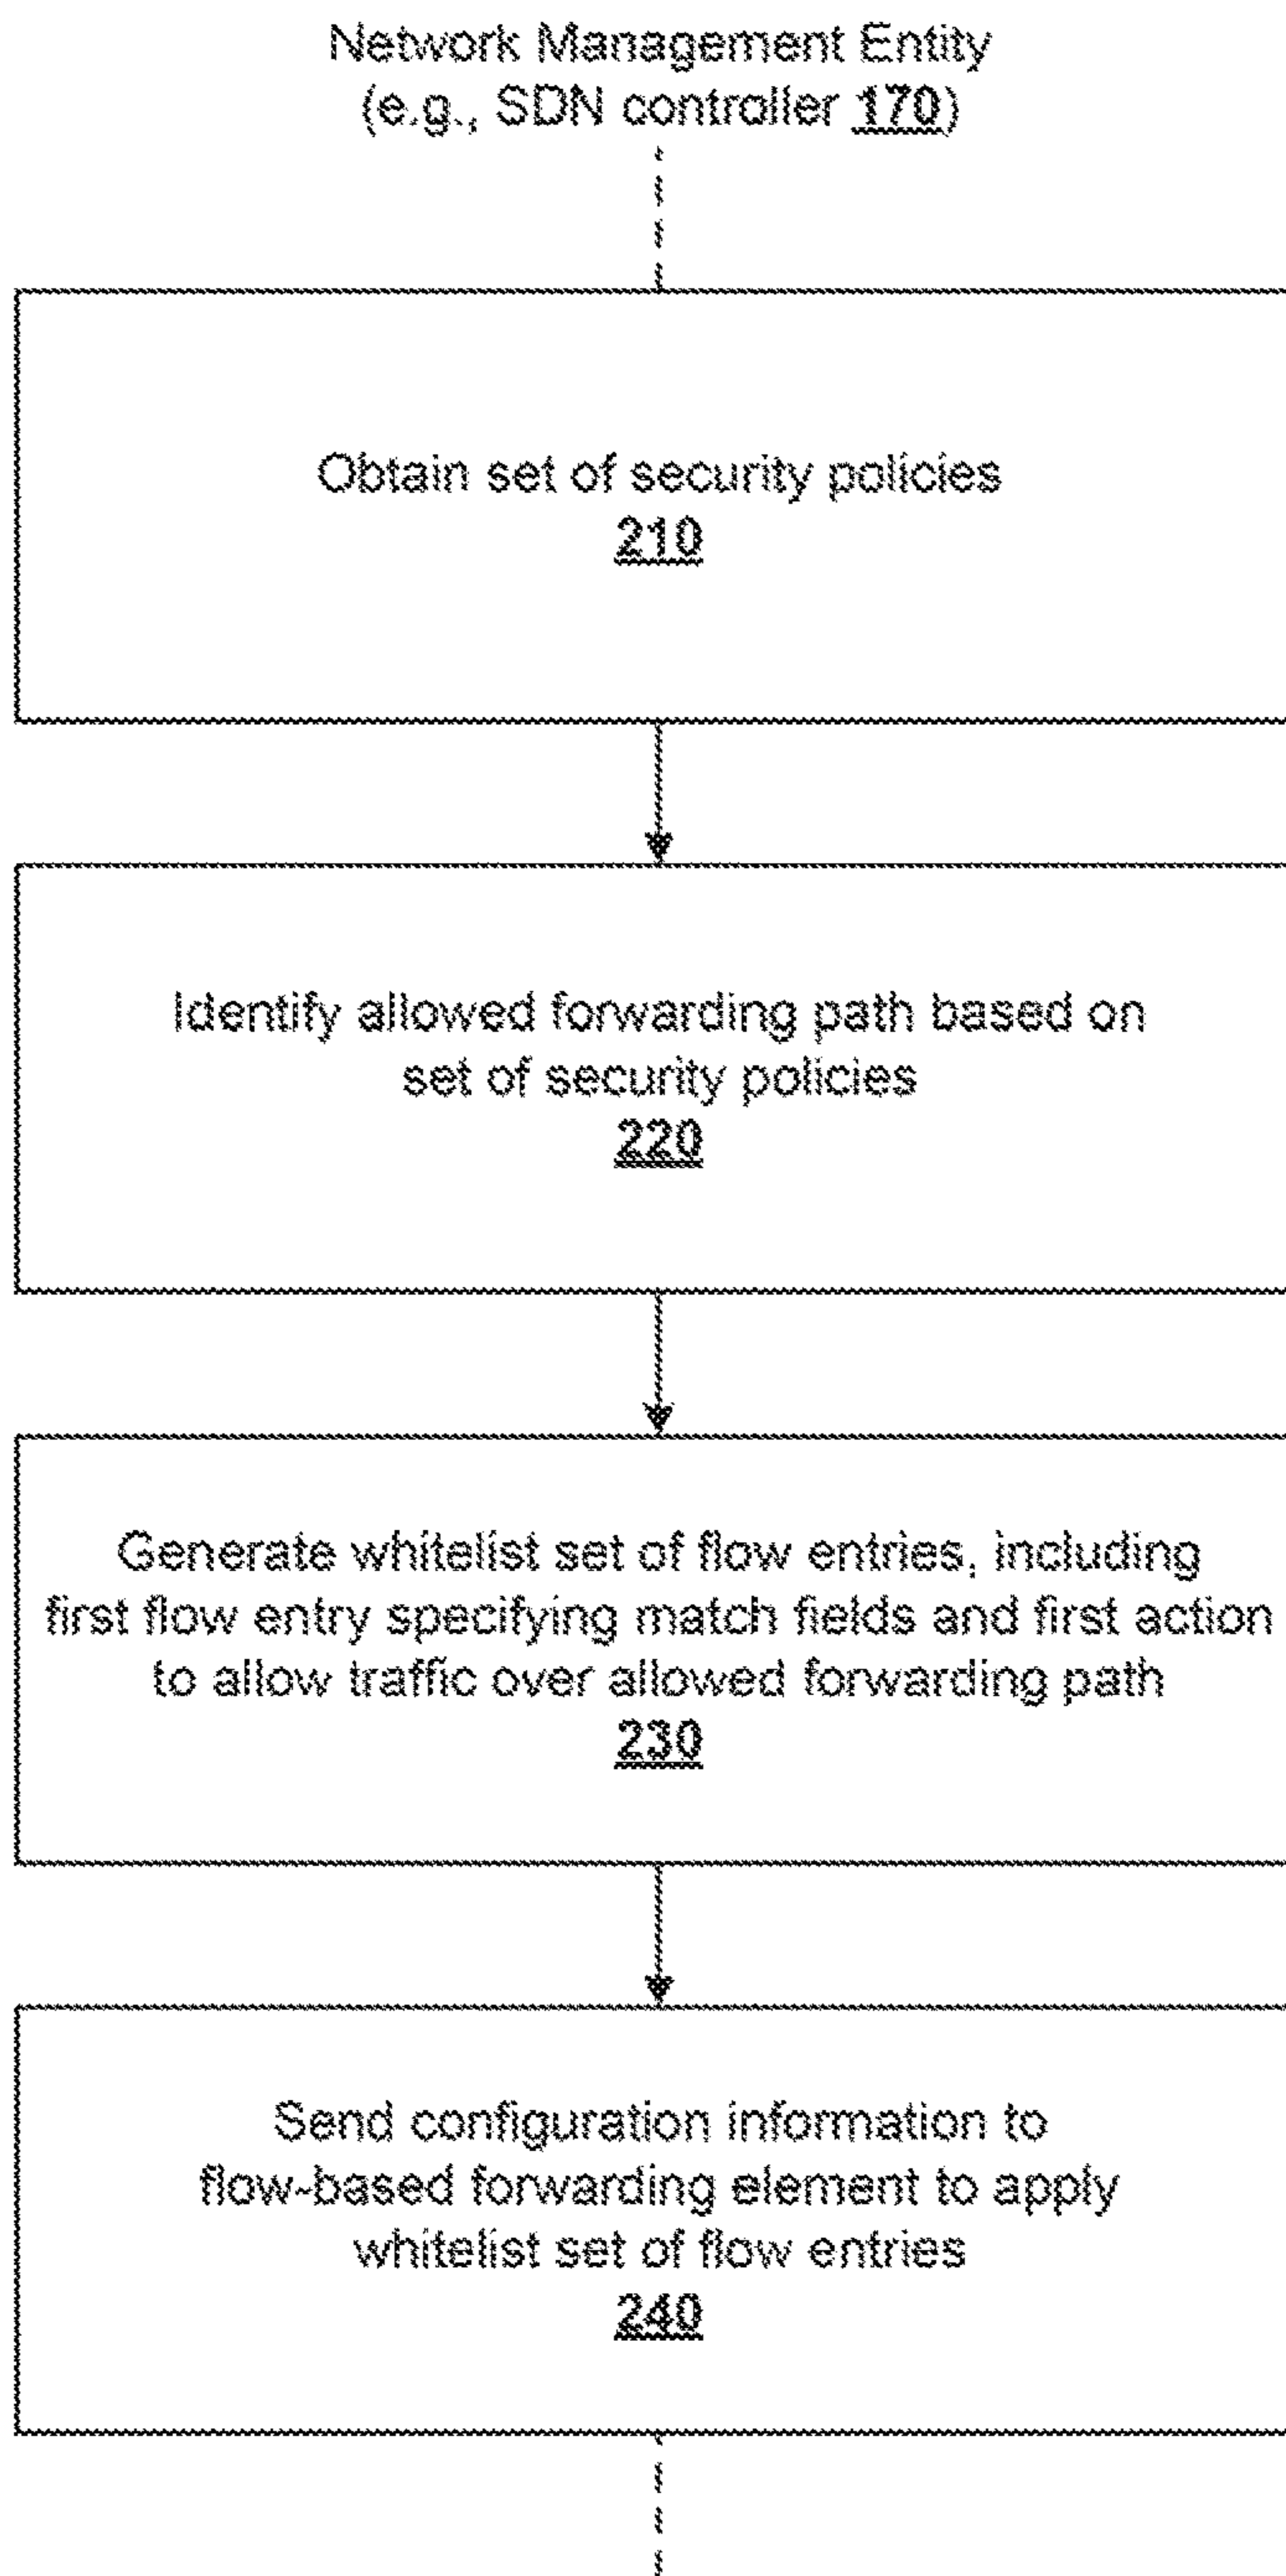 Network Management Entity
(e.g., SDN controller 170)
Obtain set of security policies
210
Identify allowed forwarding path based on
set of security policies
220
Generate whitelist set of flow entries, including
first flow entry specifying match fields and first action
to allow traffic over allowed forwarding path
230
Send configuration information to
flow-based forwarding element to apply
whitelist set of flow entries
240